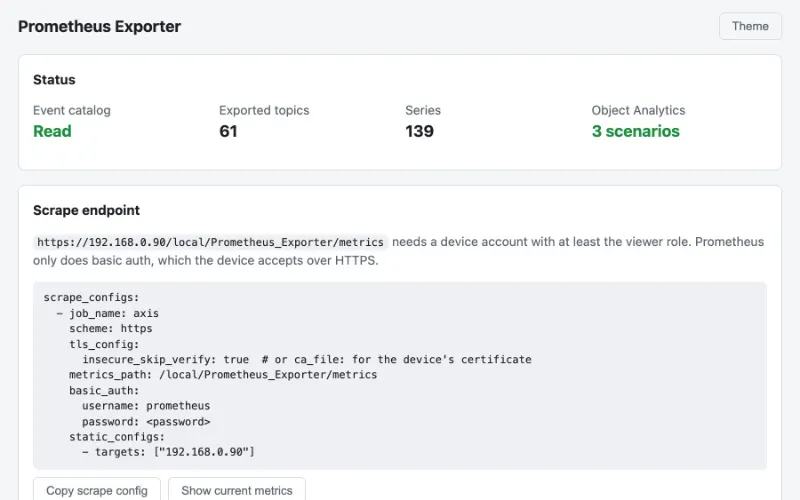 Prometheus Exporter
Theme
Status
Event catalog
Exported topics
Series
Object Analytics
Read
61
139
3 scenarios
Scrape endpoint
https://192.168.0.90/local/Prometheus_Exporter/metrics needs a device account with at least the viewer role. Prometheus
only does basic auth, which the device accepts over HTTPS.
scrape_configs:
  - job_name: axis
    scheme: https
    tls_config:
      insecure_skip_verify: true  # or ca_file: for the device's certificate
    metrics_path: /local/Prometheus_Exporter/metrics
    basic_auth:
      username: prometheus
      password: <password>
    static_configs:
      - targets: ["192.168.0.90"]
Copy scrape config
Show current metrics